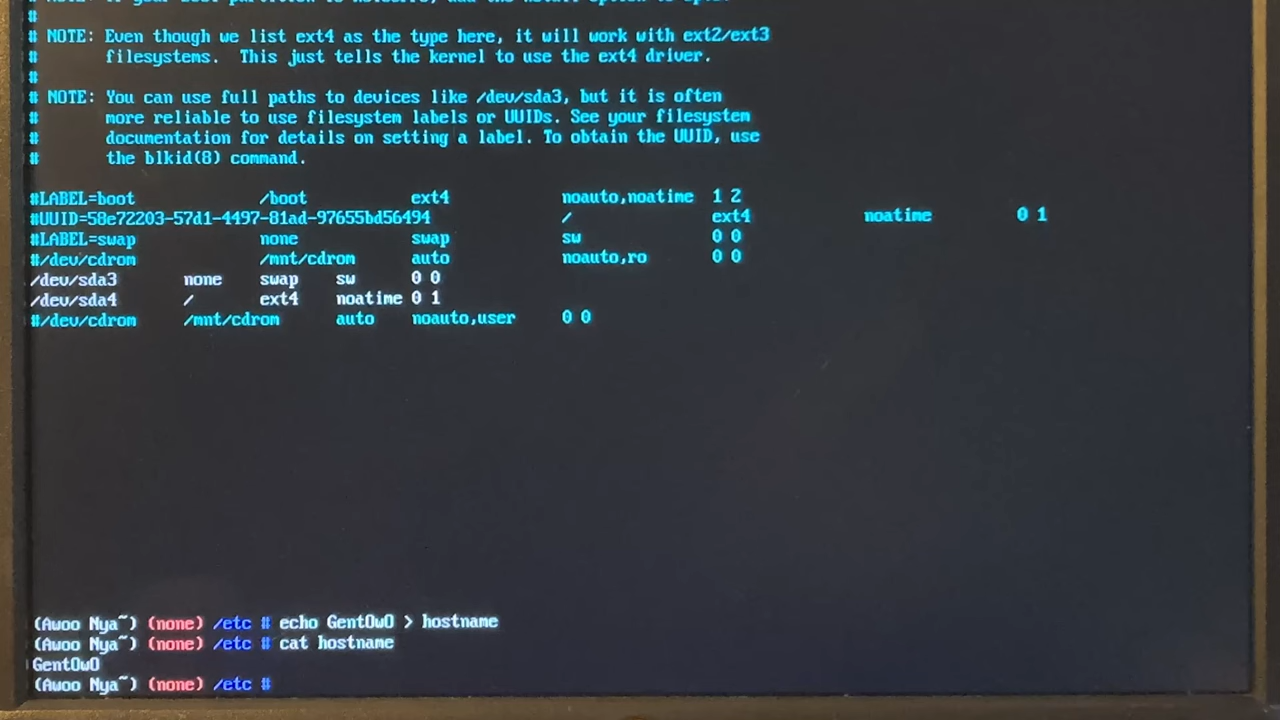 #
# NOTE: Even though we list ext4 as the type here, it will work with ext2/ext3
#       filesystems.  This just tells the kernel to use the ext4 driver.
#
# NOTE: You can use full paths to devices like /dev/sda3, but it is often
#       more reliable to use filesystem labels or UUIDs. See your filesystem
#       documentation for details on setting a label. To obtain the UUID, use
#       the blkid(8) command.
#LABEL=boot             /boot           ext4            noauto,noatime  1 2
#UUID=58e72203-57d1-4497-81ad-97655bd56494              /               ext4            noatime         0 1
#LABEL=swap             none            swap            sw              0 0
#/dev/cdrom             /mnt/cdrom      auto            noauto,ro       0 0
/dev/sda3       none    swap    sw      0 0
/dev/sda4       /       ext4    noatime 0 1
#/dev/cdrom     /mnt/cdrom      auto    noauto,user     0 0
(Awoo Nya~) (none) /etc # echo GentOwO > hostname
(Awoo Nya~) (none) /etc # cat hostname
GentOwO
(Awoo Nya~) (none) /etc #